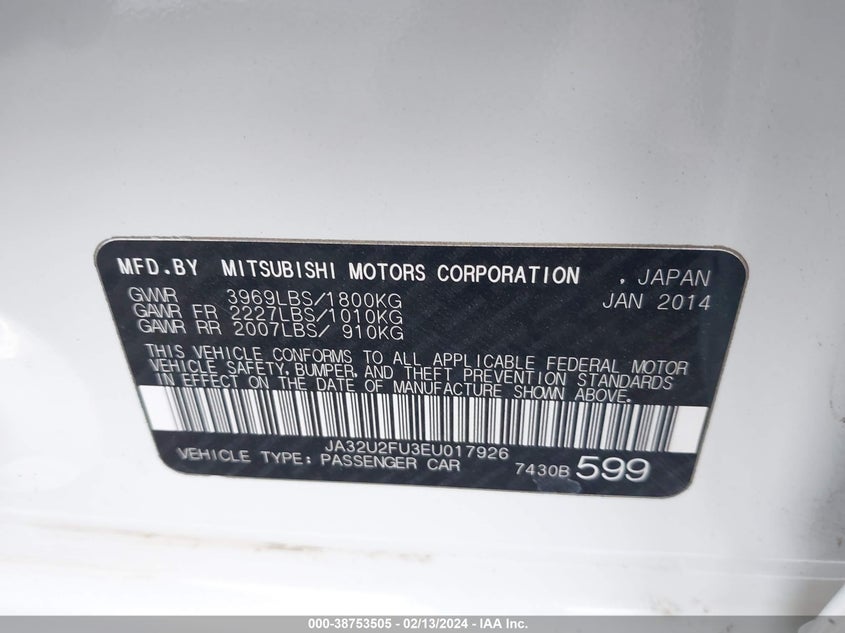 MFD.BY MITSUBISHI MOTORS CORPORATION , JAPAN
GVWR 3969LBS/1800KG JAN 2014
GAWR FR 2227LBS/1010KG
GAWR RR 2007LBS/ 910KG
THIS VEHICLE CONFORMS TO ALL APPLICABLE FEDERAL MOTOR
VEHICLE SAFETY, BUMPER, AND THEFT PREVENTION STANDARDS
IN EFFECT ON THE DATE OF MANUFACTURE SHOWN ABOVE.
JA32U2FU3EU017926
VEHICLE TYPE: PASSENGER CAR 7430B 599
000-38753505 - 02/13/2024 - IAA Inc.